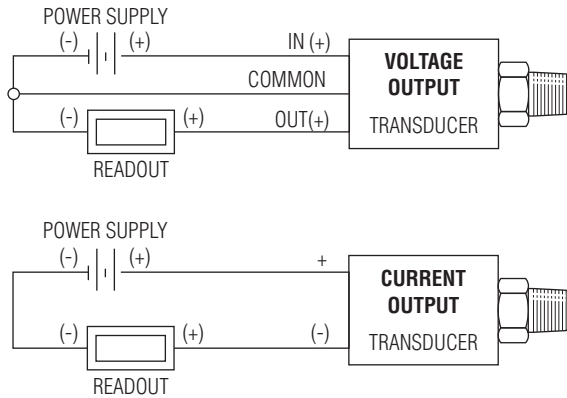 POWER SUPPLY
(-) (+) IN (+)
COMMON
(-) (+) OUT(+)
READOUT
VOLTAGE
OUTPUT
TRANSDUCER
POWER SUPPLY
(-) (+) +
(-) (+) (-)
READOUT
CURRENT
OUTPUT
TRANSDUCER